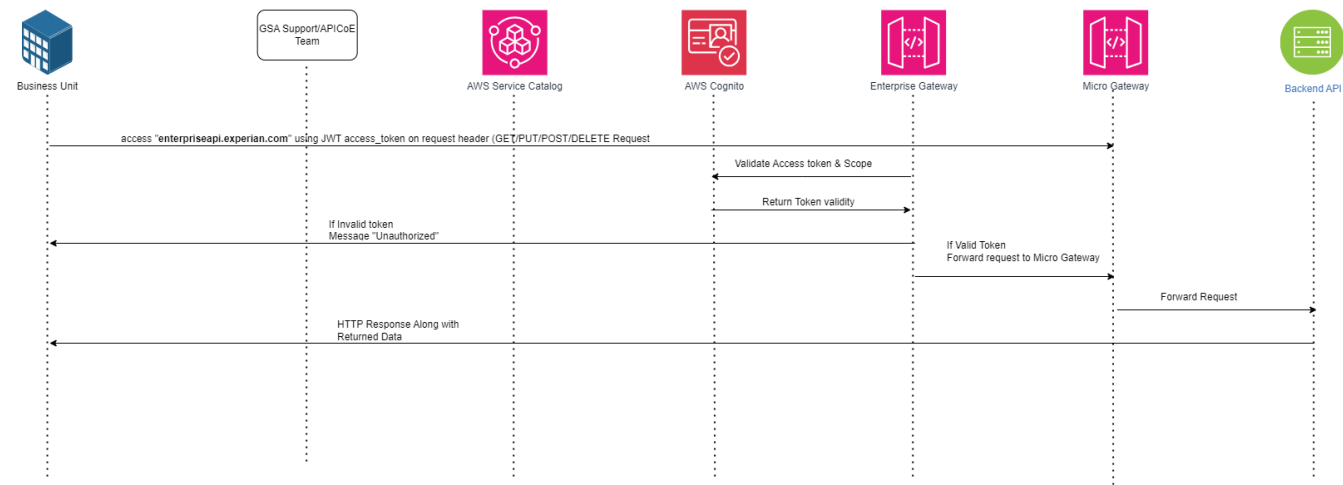 GSA Support/APICoE
Team
Business Unit
AWS Service Catalog
AWS Cognito
Enterprise Gateway
Micro Gateway
Backend API
access "enterpriseapi.experian.com" using JWT access_token on request header (GET/PUT/POST/DELETE Request
Validate Access token & Scope
Return Token validity
If Invalid token
Message "Unauthorized"
If Valid Token
Forward request to Micro Gateway
Forward Request
HTTP Response Along with
Returned Data